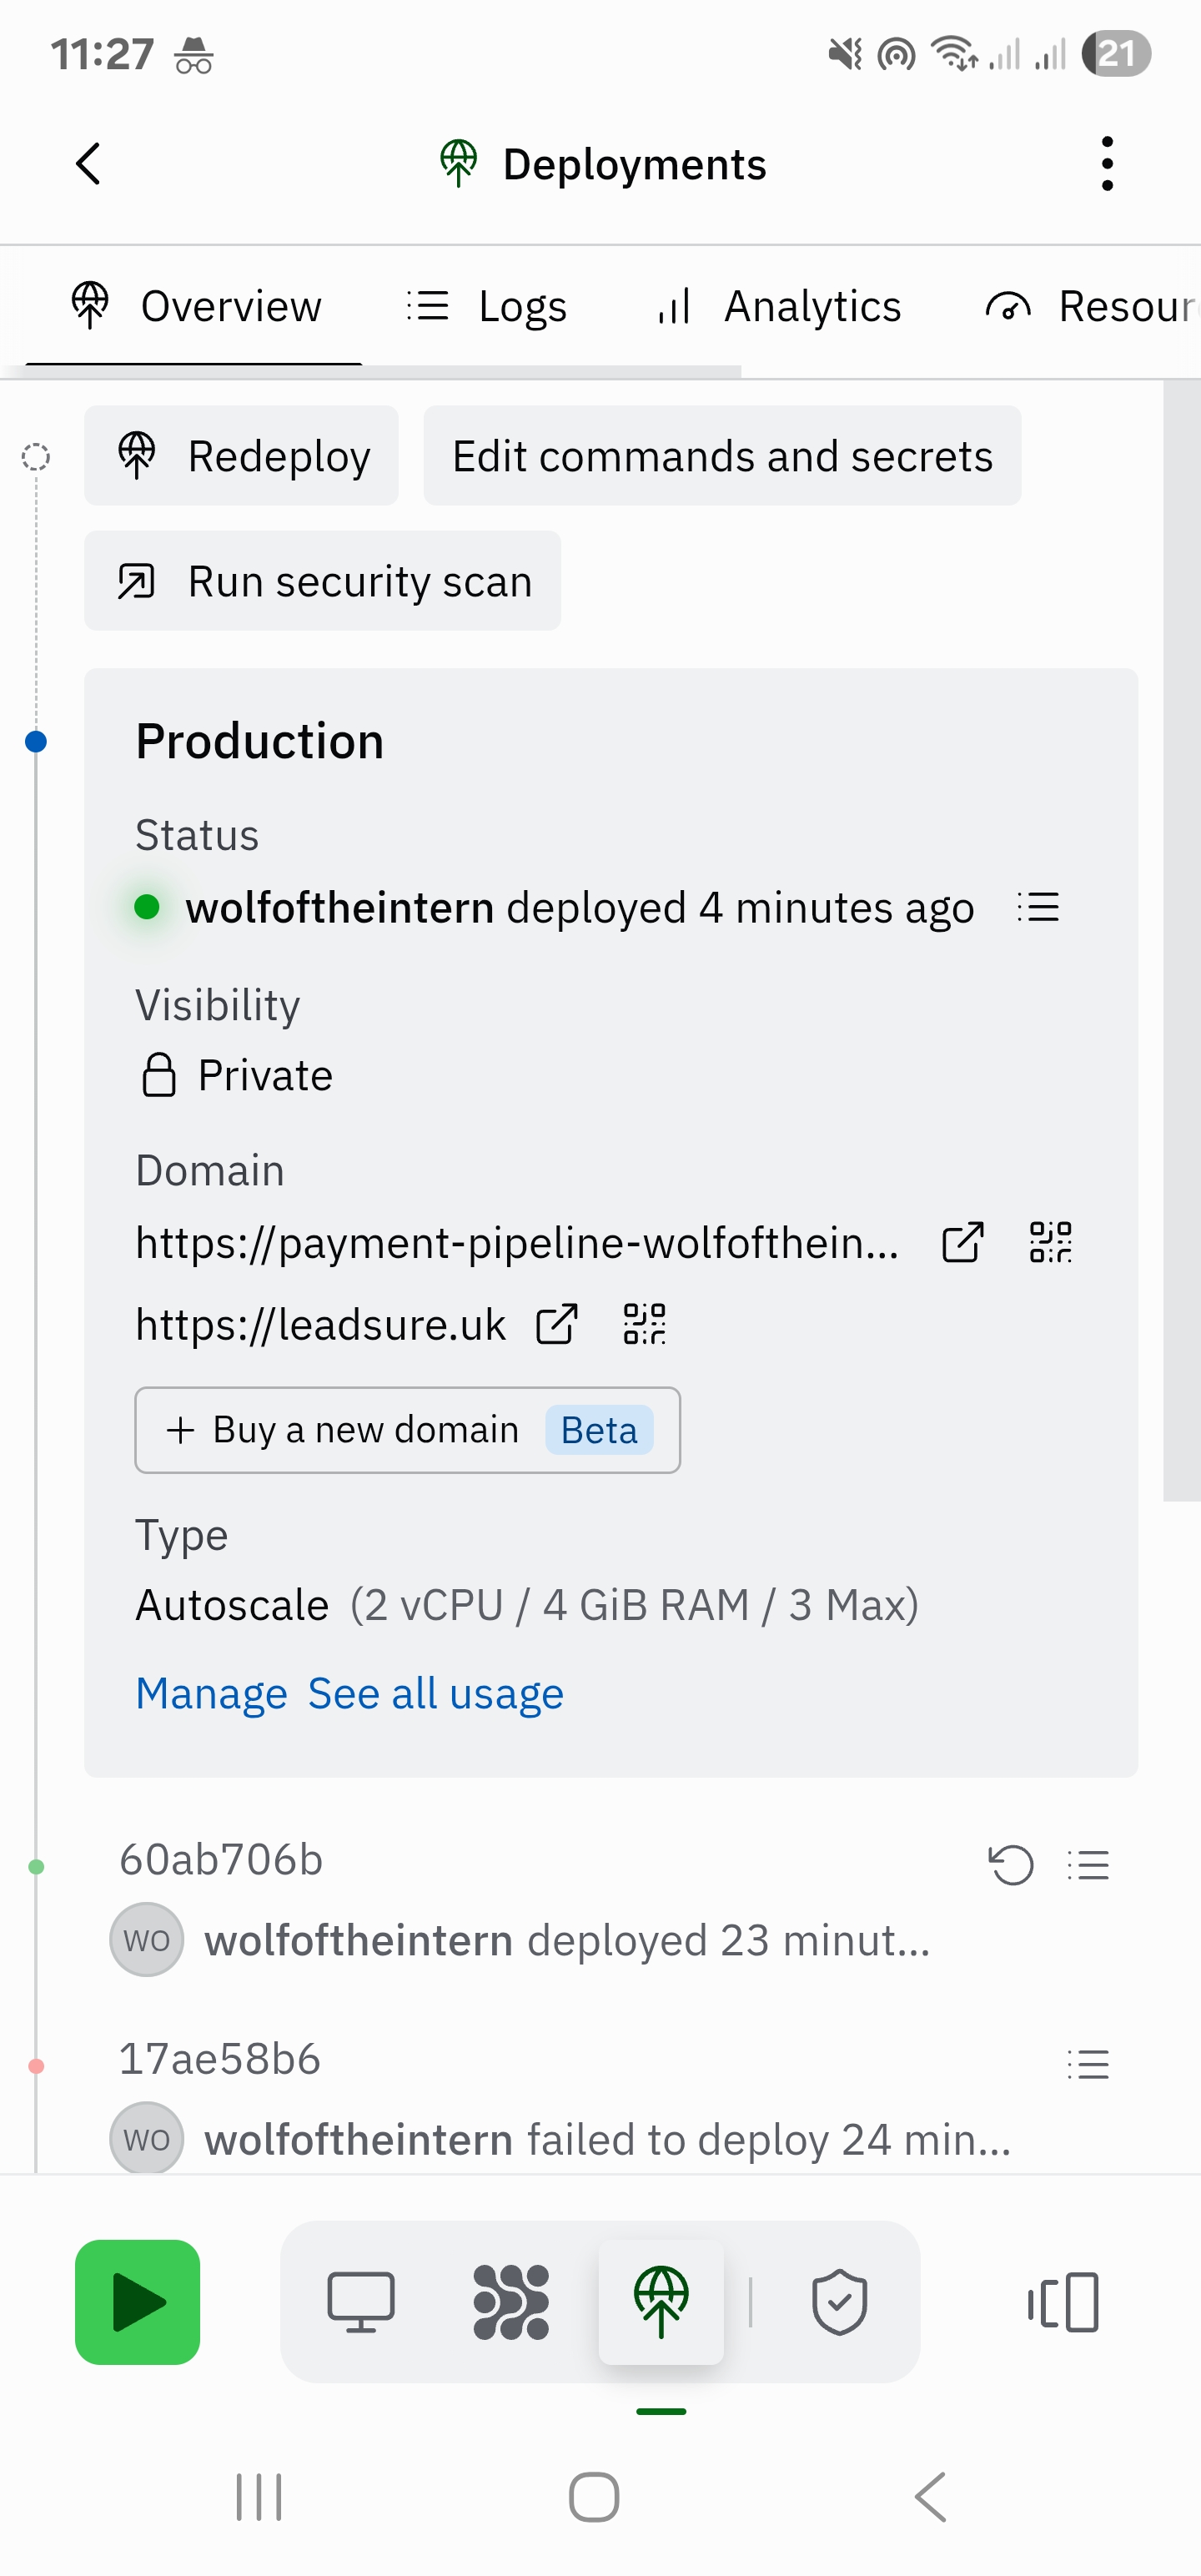 11:27
21
Deployments
Overview Logs Analytics Resour
Redeploy Edit commands and secrets
Run security scan
Production
Status
wolfoftheintern deployed 4 minutes ago
Visibility
Private
Domain
https://payment-pipeline-wolfofthein...
https://leadsure.uk
+ Buy a new domain Beta
Type
Autoscale (2 vCPU / 4 GiB RAM / 3 Max)
Manage See all usage
60ab706b
WO wolfoftheintern deployed 23 minut...
17ae58b6
WO wolfoftheintern failed to deploy 24 min...